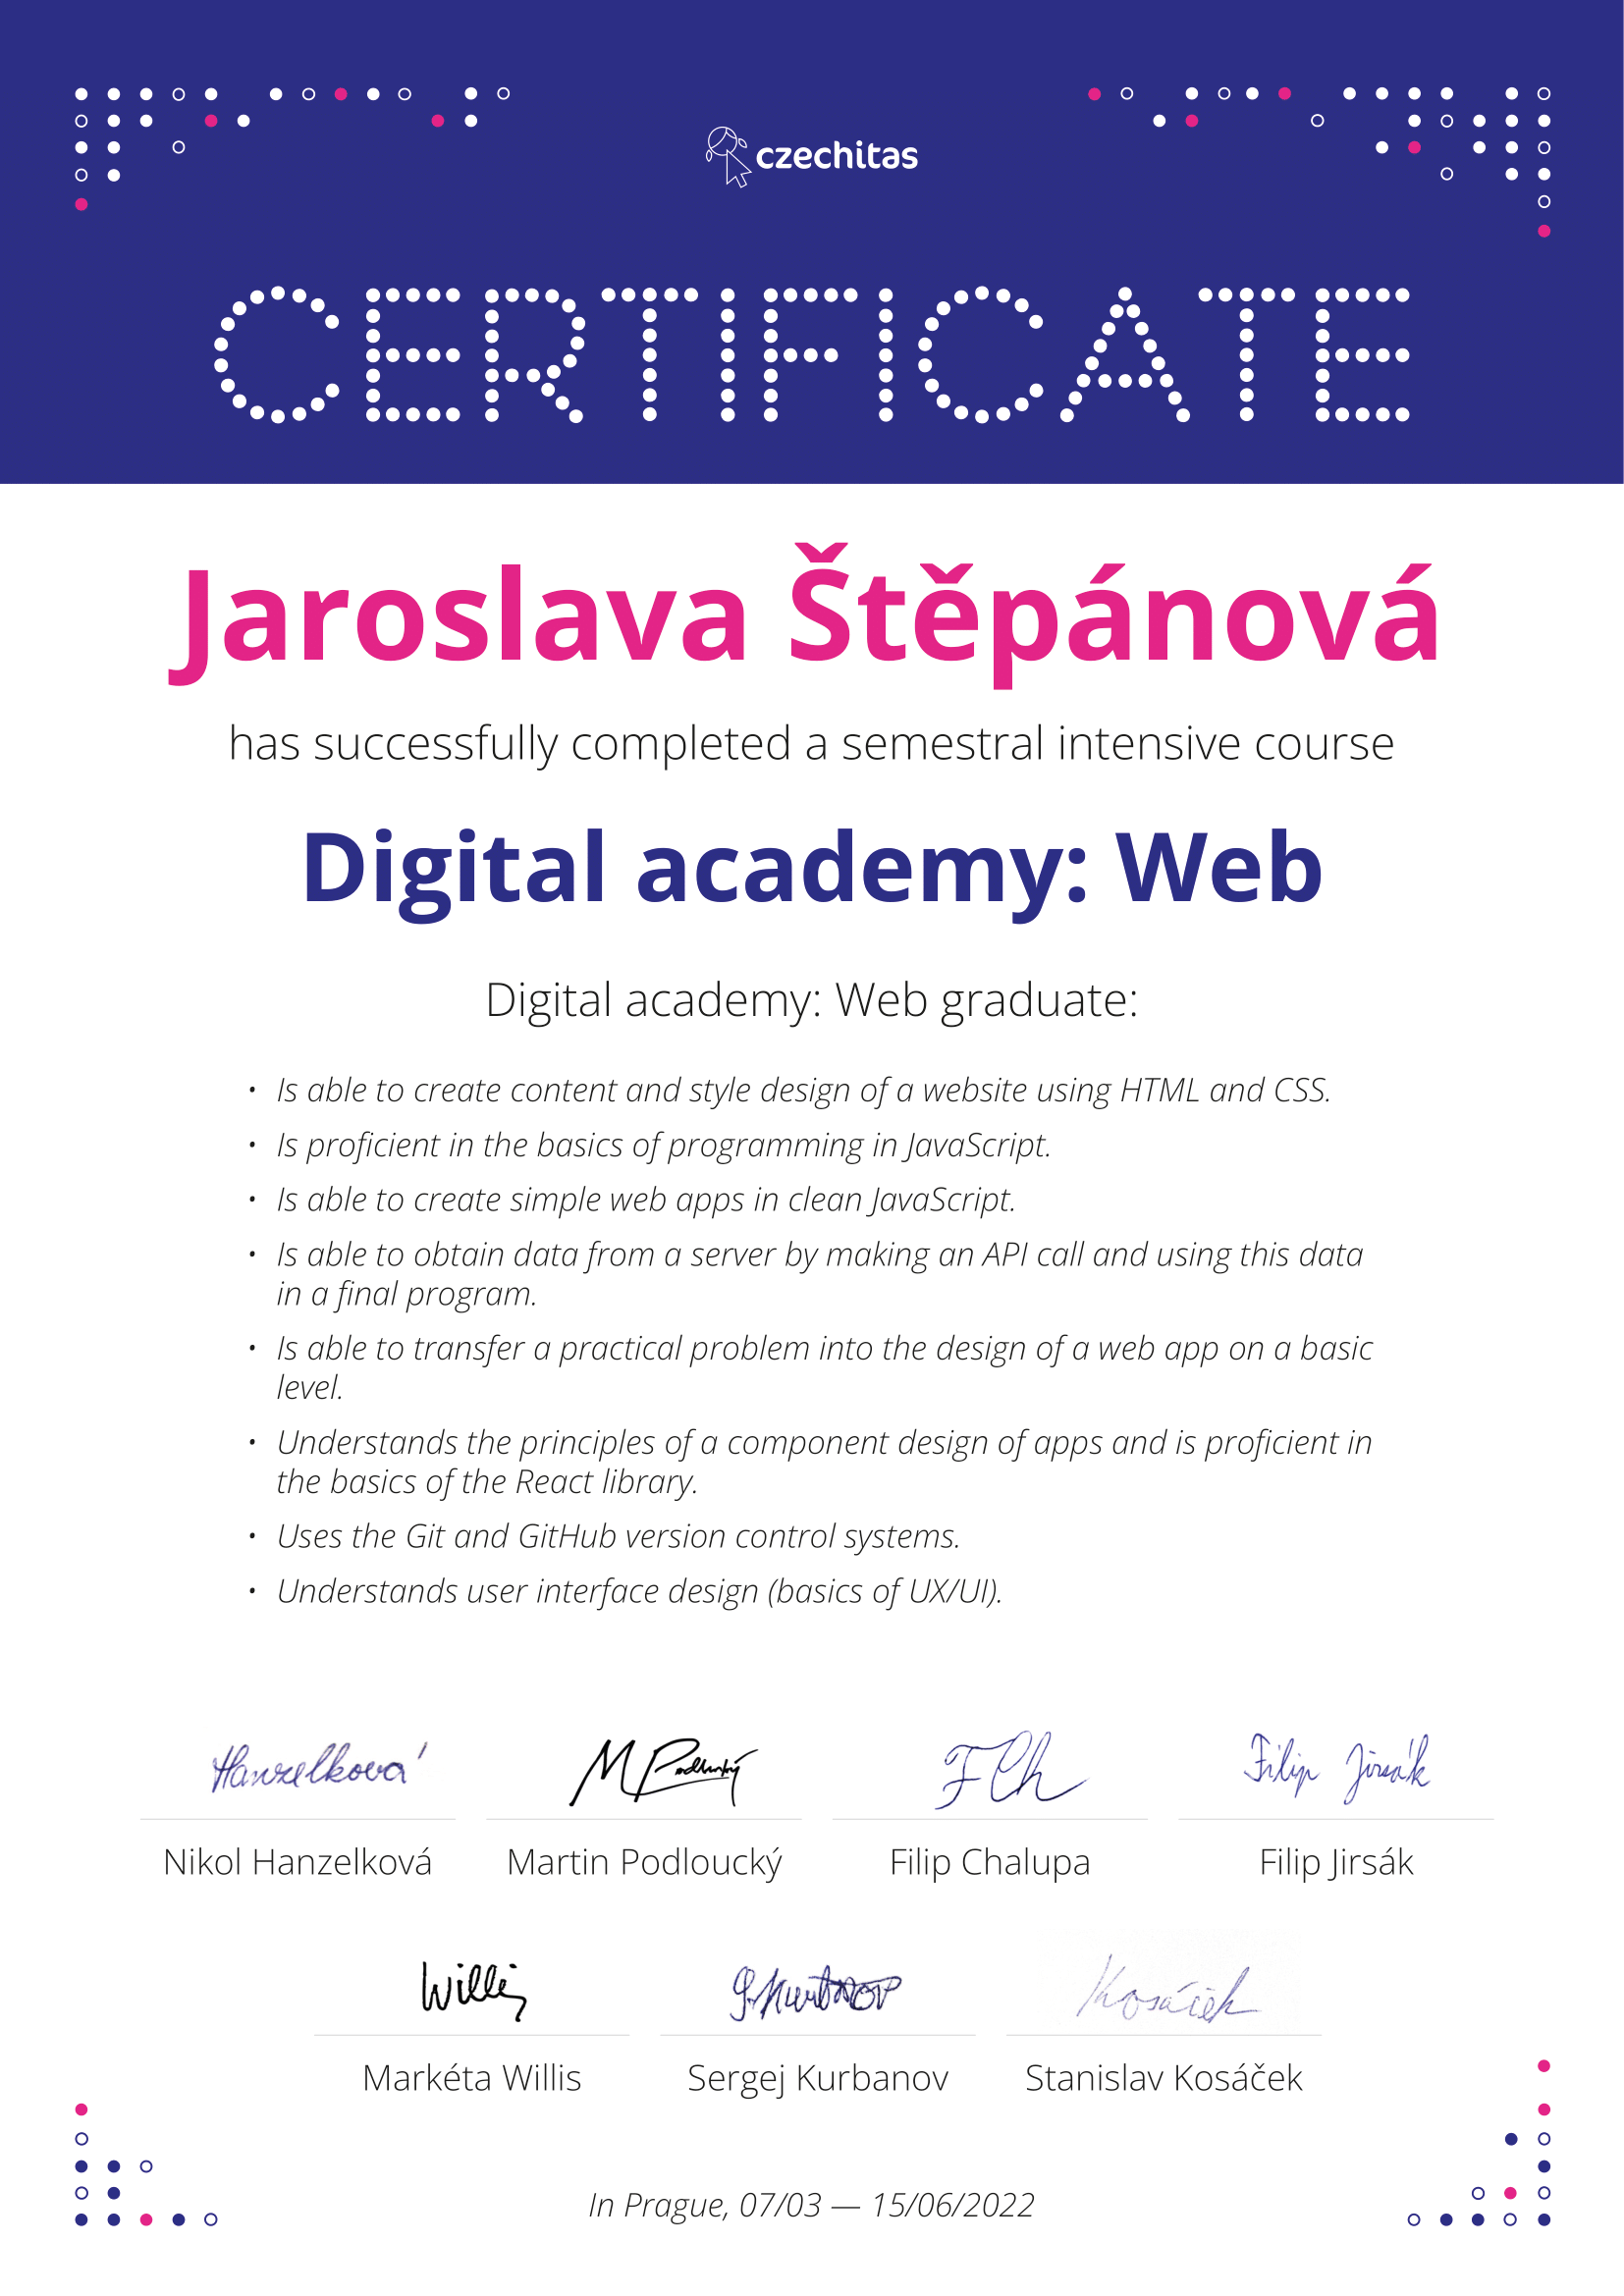 czechitas
CERTIFICATE
Jaroslava Štěpánová
has successfully completed a semestral intensive course
Digital academy: Web
Digital academy: Web graduate:
• Is able to create content and style design of a website using HTML and CSS.
• Is proficient in the basics of programming in JavaScript.
• Is able to create simple web apps in clean JavaScript.
• Is able to obtain data from a server by making an API call and using this data
in a final program.
• Is able to transfer a practical problem into the design of a web app on a basic
level.
• Understands the principles of a component design of apps and is proficient in
the basics of the React library.
• Uses the Git and GitHub version control systems.
• Understands user interface design (basics of UX/UI).
Hanzelková M Podloucký FCh Filip Jirsák
Nikol Hanzelková Martin Podloucký Filip Chalupa Filip Jirsák
Willis S. Kurbanov Kosáček
Markéta Willis Sergej Kurbanov Stanislav Kosáček
In Prague, 07/03 — 15/06/2022